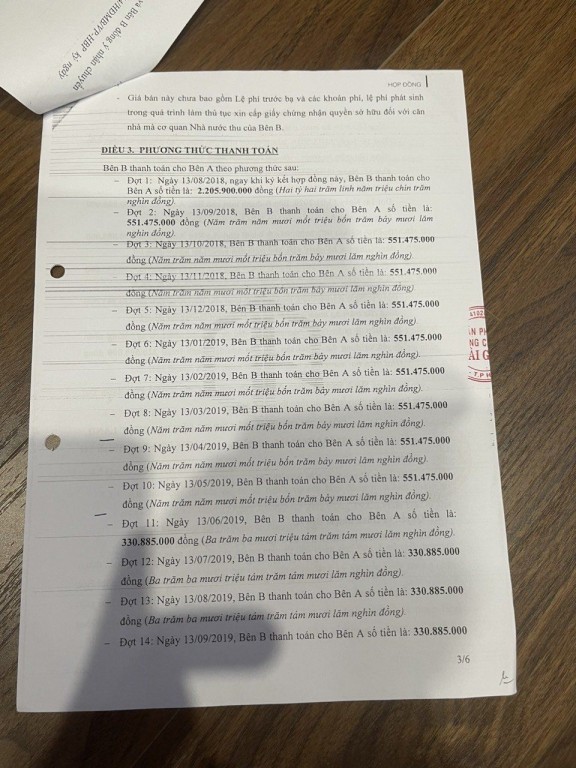 và Bên B đồng ý nhận chuyển
/HĐMB/TP-HBP ký ngày
HỢP ĐỒNG
- Giá bán này chưa bao gồm Lệ phí trước bạ và các khoản phí, lệ phí phát sinh
trong quá trình làm thủ tục xin cấp giấy chứng nhận quyền sở hữu đối với căn
nhà mà cơ quan Nhà nước thu của Bên B.
ĐIỀU 3. PHƯƠNG THỨC THANH TOÁN
Bên B thanh toán cho Bên A theo phương thức sau:
– Đợt 1: Ngày 13/08/2018, ngay khi ký kết hợp đồng này, Bên B thanh toán cho
Bên A số tiền là: 2.205.900.000 đồng (Hai tỷ hai trăm linh năm triệu chín trăm
nghìn đồng).
– Đợt 2: Ngày 13/09/2018, Bên B thanh toán cho Bên A số tiền là:
551.475.000 đồng (Năm trăm năm mươi mốt triệu bốn trăm bảy mươi lăm
nghìn đồng)
– Đợt 3: Ngày 13/10/2018, Bên B thanh toán cho Bên A số tiền là: 551.475.000
đồng (Năm trăm năm mươi mốt triệu bốn trăm bảy mươi lăm nghìn đồng)
– Đợt 4: Ngày 13/11/2018, Bên B thanh toán cho Bên A số tiền là: 551.475.000
đồng (Năm trăm năm mươi mốt triệu bốn trăm bảy mươi lăm nghìn đồng)
– Đợt 5: Ngày 13/12/2018, Bên B thanh toán cho Bên A số tiền là: 551.475.000
đồng (Năm trăm năm mươi mốt triệu bốn trăm bảy mươi lăm nghìn đồng)
– Đợt 6: Ngày 13/01/2019, Bên B thanh toán cho Bên A số tiền là: 551.475.000
đồng (Năm trăm năm mươi mốt triệu bốn trăm bảy mươi lăm nghìn đồng).
– Đợt 7: Ngày 13/02/2019, Bên B thanh toán cho Bên A số tiền là: 551.475.000
đồng (Năm trăm năm mươi mốt triệu bốn trăm bảy mươi lăm nghìn đồng).
– Đợt 8: Ngày 13/03/2019, Bên B thanh toán cho Bên A số tiền là: 551.475.000
đồng (Năm trăm năm mươi mốt triệu bốn trăm bảy mươi lăm nghìn đồng).
– Đợt 9: Ngày 13/04/2019, Bên B thanh toán cho Bên A số tiền là: 551.475.000
đồng (Năm trăm năm mươi mốt triệu bốn trăm bảy mươi lăm nghìn đồng).
– Đợt 10: Ngày 13/05/2019, Bên B thanh toán cho Bên A số tiền là: 551.475.000
đồng (Năm trăm năm mươi mốt triệu bốn trăm bảy mươi lăm nghìn đồng).
– Đợt 11: Ngày 13/06/2019, Bên B thanh toán cho Bên A số tiền là:
330.885.000 đồng (Ba trăm ba mươi triệu tám trăm tám mươi lăm nghìn đồng).
– Đợt 12: Ngày 13/07/2019, Bên B thanh toán cho Bên A số tiền là: 330.885.000
đồng (Ba trăm ba mươi triệu tám trăm tám mươi lăm nghìn đồng).
– Đợt 13: Ngày 13/08/2019, Bên B thanh toán cho Bên A số tiền là: 330.885.000
đồng (Ba trăm ba mươi triệu tám trăm tám mươi lăm nghìn đồng)
– Đợt 14: Ngày 13/09/2019, Bên B thanh toán cho Bên A số tiền là: 330.885.000
3/6